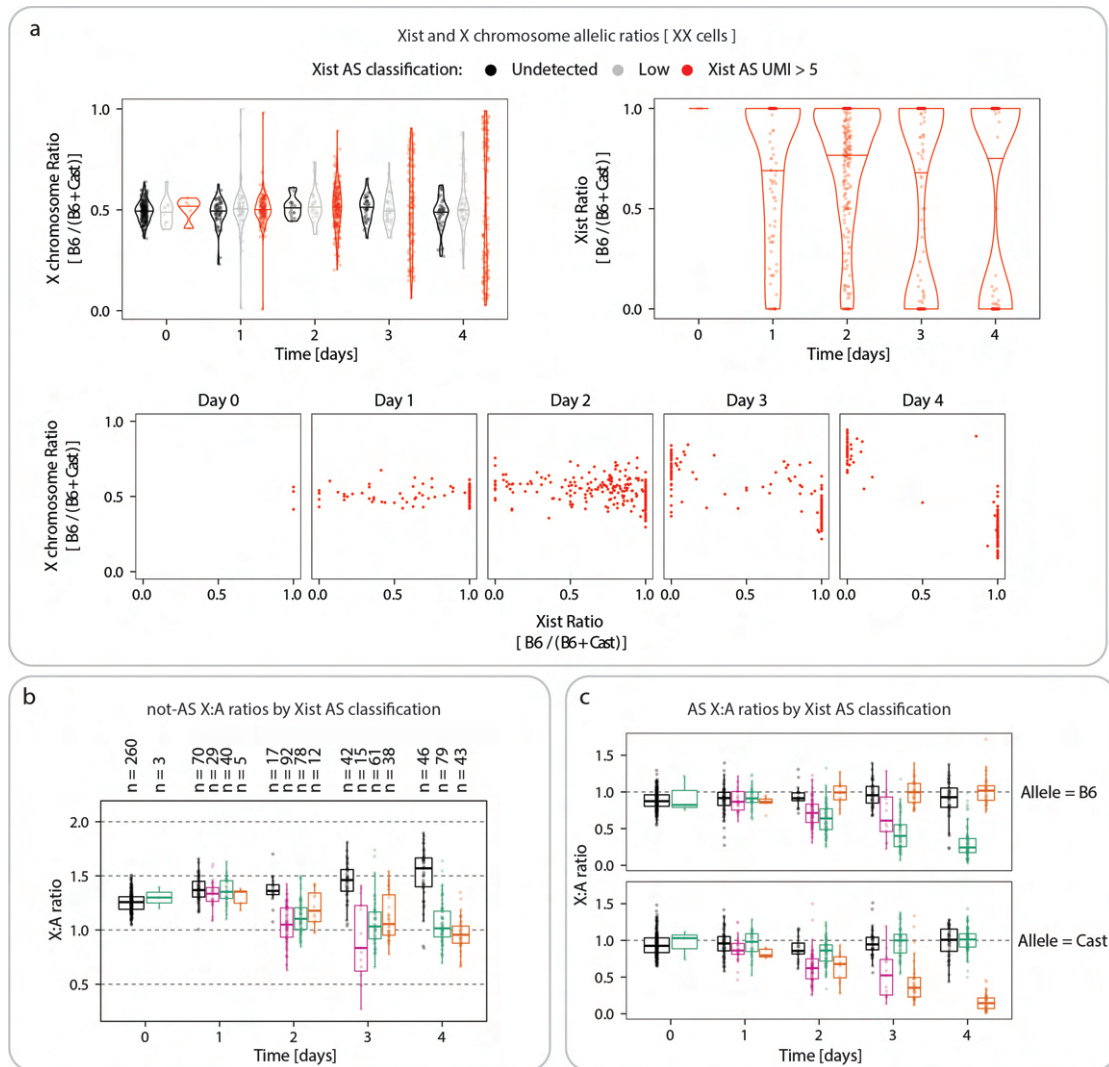 a
Xist and X chromosome allelic ratios [ XX cells ]
Xist AS classification: Undetected Low Xist AS UMI > 5
X chromosome Ratio
[ B6 / (B6 + Cast) ]
1.0
0.5
0.0
0 1 2 3 4
Time [days]
Xist Ratio
[ B6 / (B6 + Cast) ]
1.0
0.5
0.0
0 1 2 3 4
Time [days]
Day 0 Day 1 Day 2 Day 3 Day 4
X chromosome Ratio
[ B6 / (B6 + Cast) ]
1.0
0.5
0.0
0.0 0.5 1.0 0.0 0.5 1.0 0.0 0.5 1.0 0.0 0.5 1.0 0.0 0.5 1.0
Xist Ratio
[ B6 / (B6 + Cast) ]
b
not-AS X:A ratios by Xist AS classification
n = 260
n = 3
n = 70
n = 29
n = 40
n = 5
n = 17
n = 92
n = 78
n = 12
n = 42
n = 15
n = 61
n = 38
n = 46
n = 79
n = 43
X:A ratio
2.0
1.5
1.0
0.5
0 1 2 3 4
Time [days]
c
AS X:A ratios by Xist AS classification
X:A ratio
1.5
1.0
0.5
0.0
Allele = B6
1.5
1.0
0.5
0.0
Allele = Cast
0 1 2 3 4
Time [days]